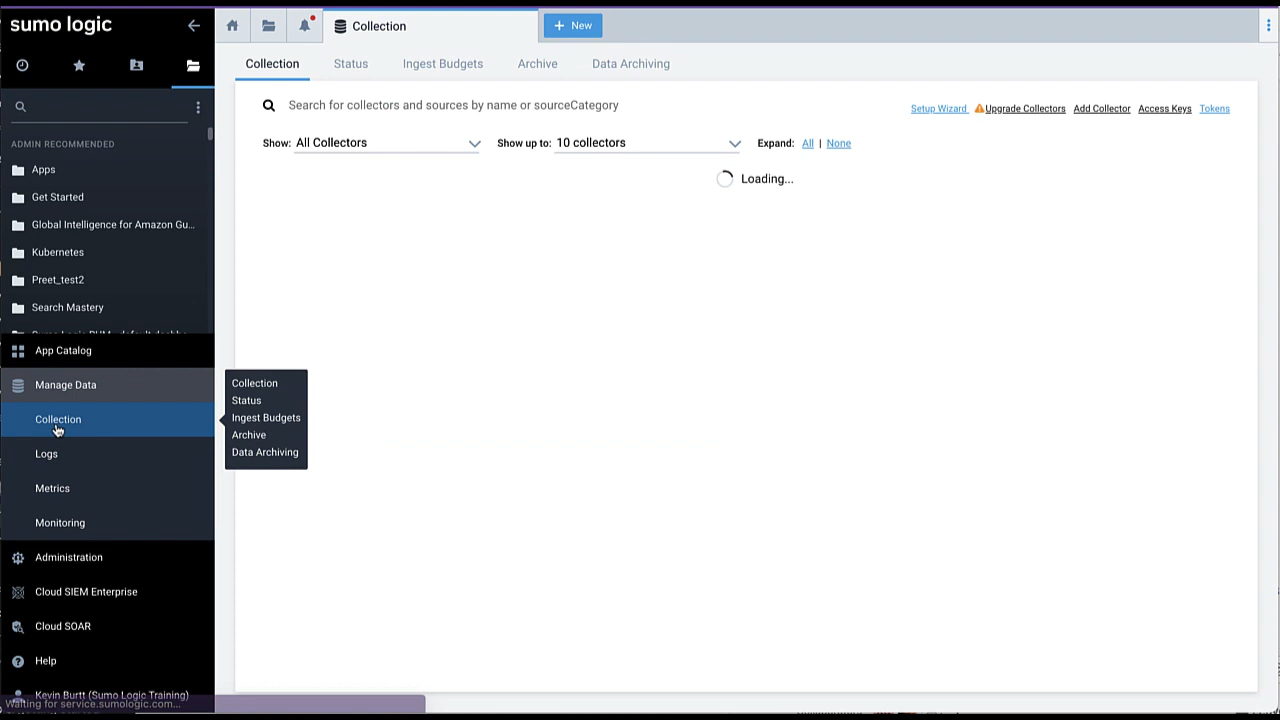 sumo logic
Collection
New
Collection Status Ingest Budgets Archive Data Archiving
Search for collectors and sources by name or sourceCategory
Setup Wizard Upgrade Collectors Add Collector Access Keys Tokens
Show: All Collectors Show up to: 10 collectors Expand: All | None
Loading...
ADMIN RECOMMENDED
Apps
Get Started
Global Intelligence for Amazon Gu...
Kubernetes
Preet_test2
Search Mastery
App Catalog
Manage Data
Collection
Logs
Metrics
Monitoring
Administration
Cloud SIEM Enterprise
Cloud SOAR
Help
Kevin Burtt (Sumo Logic Training)
Waiting for service.sumologic.com...
Collection
Status
Ingest Budgets
Archive
Data Archiving